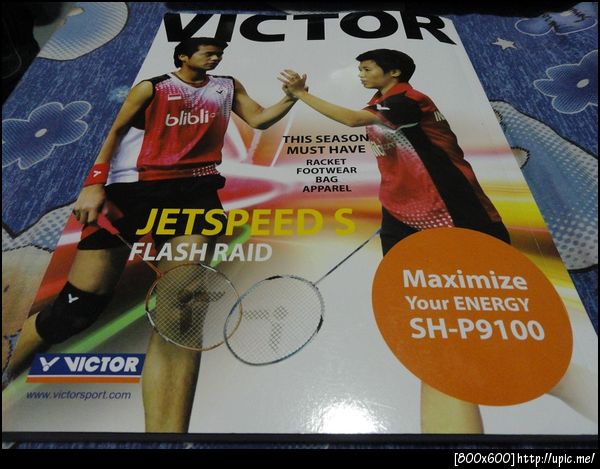 VICTOR
blibli
THIS SEASON
MUST HAVE
RACKET
FOOTWEAR
BAG
APPAREL
JETSPEED S
FLASH RAID
Maximize
Your ENERGY
SH-P9100
VICTOR
www.victorsport.com
[800x600]http://upic.me/